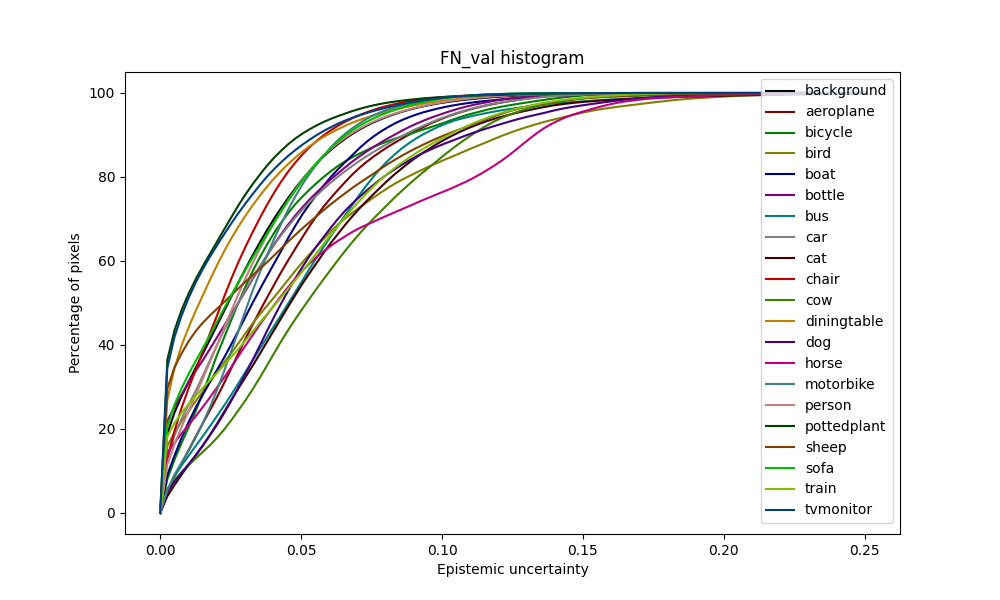 FN_val histogram
Percentage of pixels
100
80
60
40
20
0
0.00
0.05
0.10
0.15
0.20
0.25
Epistemic uncertainty
background
aeroplane
bicycle
bird
boat
bottle
bus
car
cat
chair
cow
diningtable
dog
horse
motorbike
person
pottedplant
sheep
sofa
train
tvmonitor